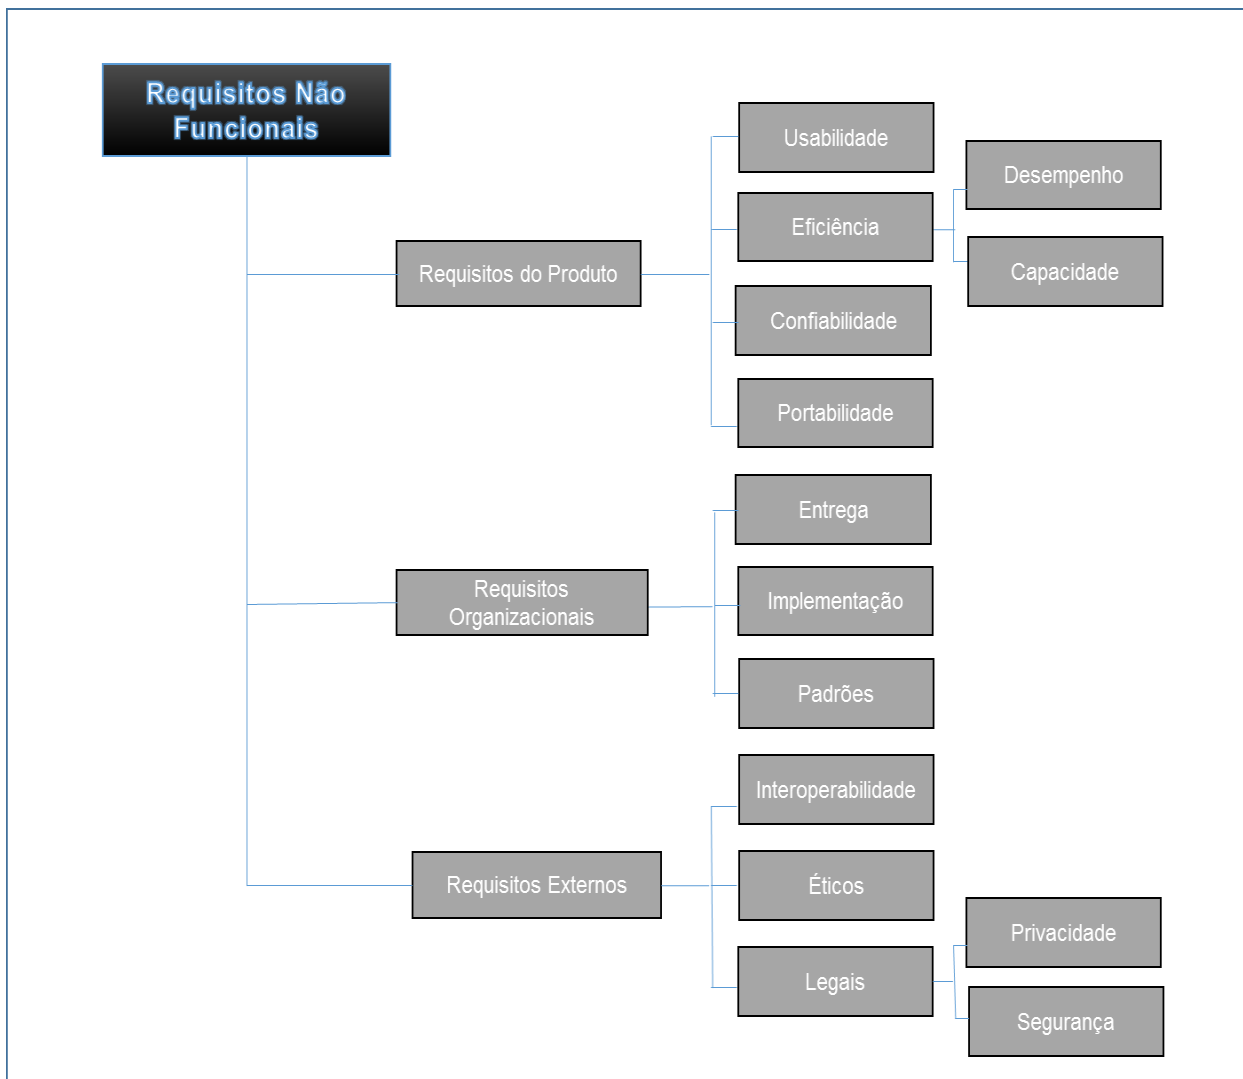 Requisitos Não
Funcionais
Requisitos do Produto
Usabilidade
Eficiência
Desempenho
Capacidade
Confiabilidade
Portabilidade
Requisitos
Organizacionais
Entrega
Implementação
Padrões
Requisitos Externos
Interoperabilidade
Éticos
Legais
Privacidade
Segurança